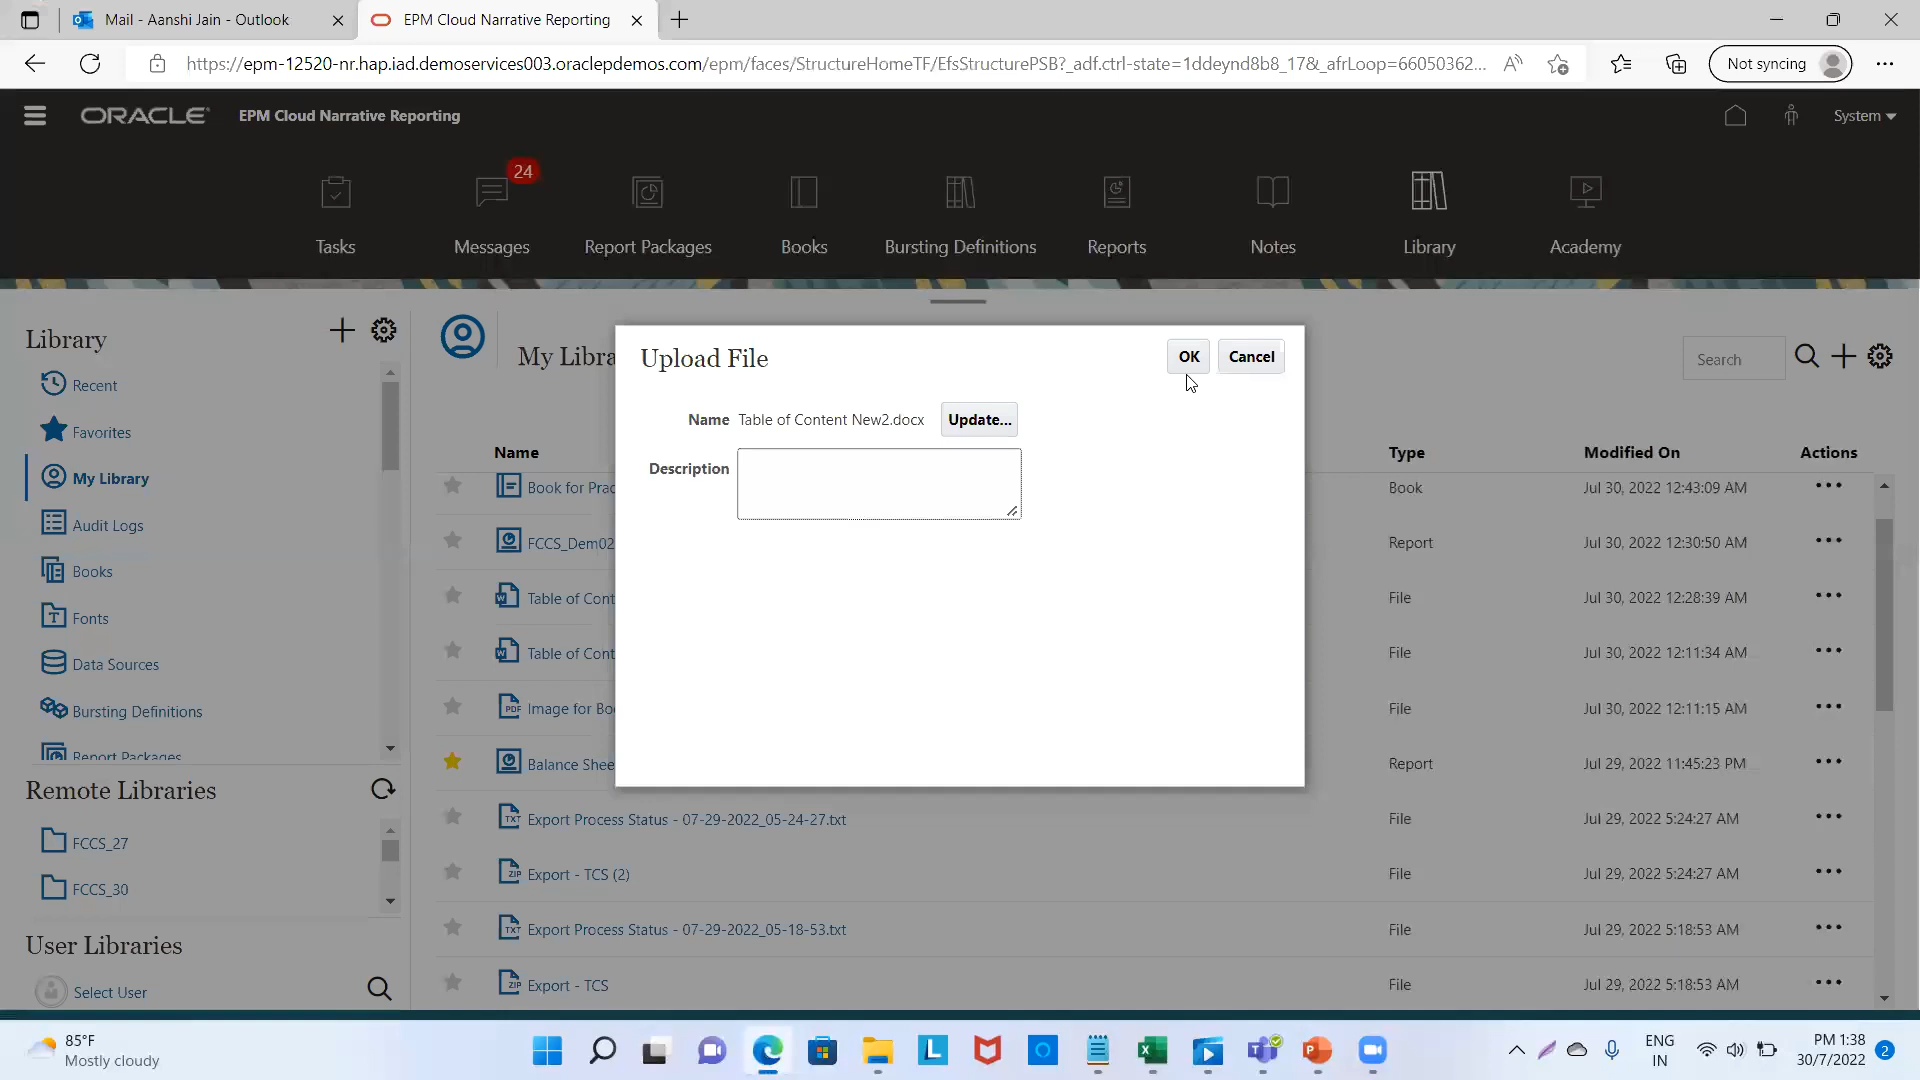 Mail - Aanshi Jain - Outlook
EPM Cloud Narrative Reporting
https://epm-12520-nr.hap.iad.demoservices003.oraclepdemos.com/epm/faces/StructureHomeTF/EfsStructurePSB?_adf.ctrl-state=1ddeynd8b8_17&_afrLoop=66050362...
Not syncing
ORACLE
EPM Cloud Narrative Reporting
System
24
Tasks
Messages
Report Packages
Books
Bursting Definitions
Reports
Notes
Library
Academy
Library
Recent
Favorites
My Library
Audit Logs
Books
Fonts
Data Sources
Bursting Definitions
Report Packages
Remote Libraries
FCCS_27
FCCS_30
User Libraries
Select User
My Libra
Search
Upload File
OK
Cancel
Name Table of Content New2.docx Update...
Description
Name Type Modified On Actions
Book for Prac Book Jul 30, 2022 12:43:09 AM
FCCS_Dem02 Report Jul 30, 2022 12:30:50 AM
Table of Cont File Jul 30, 2022 12:28:39 AM
Table of Cont File Jul 30, 2022 12:11:34 AM
Image for Bo File Jul 30, 2022 12:11:15 AM
Balance Shee Report Jul 29, 2022 11:45:23 PM
Export Process Status - 07-29-2022_05-24-27.txt File Jul 29, 2022 5:24:27 AM
Export - TCS (2) File Jul 29, 2022 5:24:27 AM
Export Process Status - 07-29-2022_05-18-53.txt File Jul 29, 2022 5:18:53 AM
Export - TCS File Jul 29, 2022 5:18:53 AM
85°F
Mostly cloudy
ENG
IN
PM 1:38
30/7/2022
2